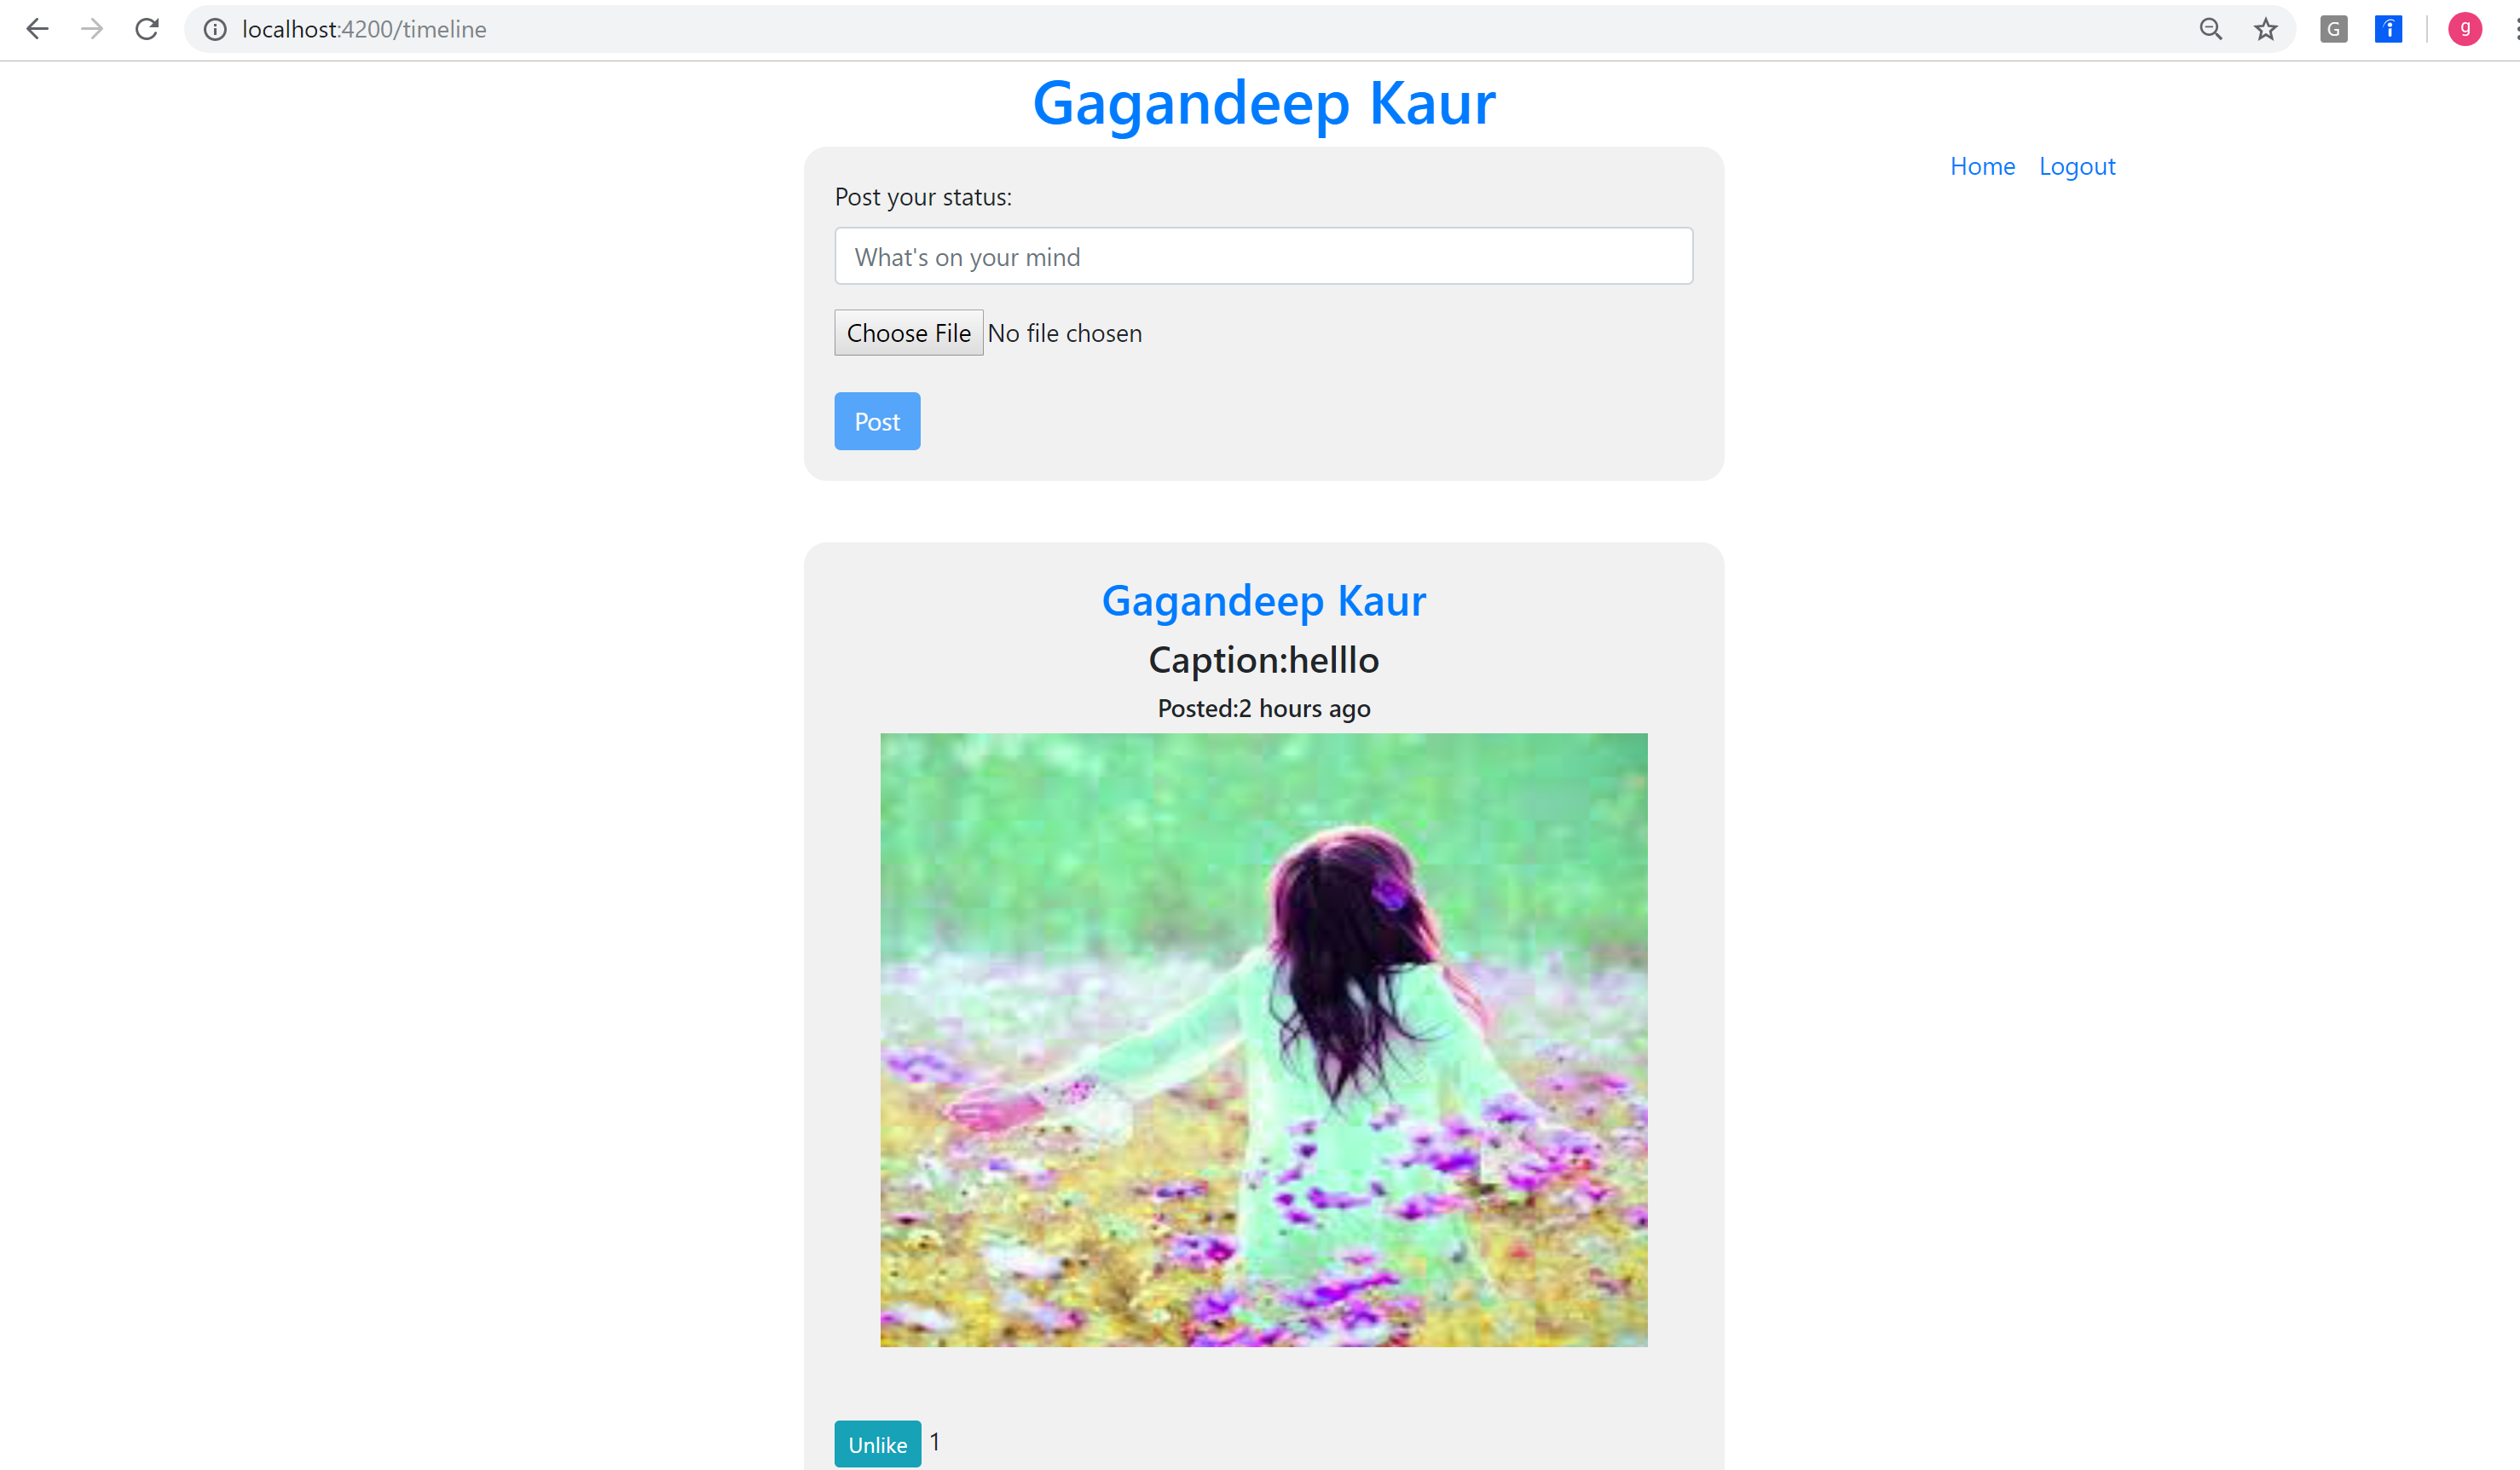 localhost:4200/timeline
G
g
Gagandeep Kaur
Home Logout
Post your status:
What's on your mind
Choose File No file chosen
Post
Gagandeep Kaur
Caption:helllo
Posted:2 hours ago
Unlike 1